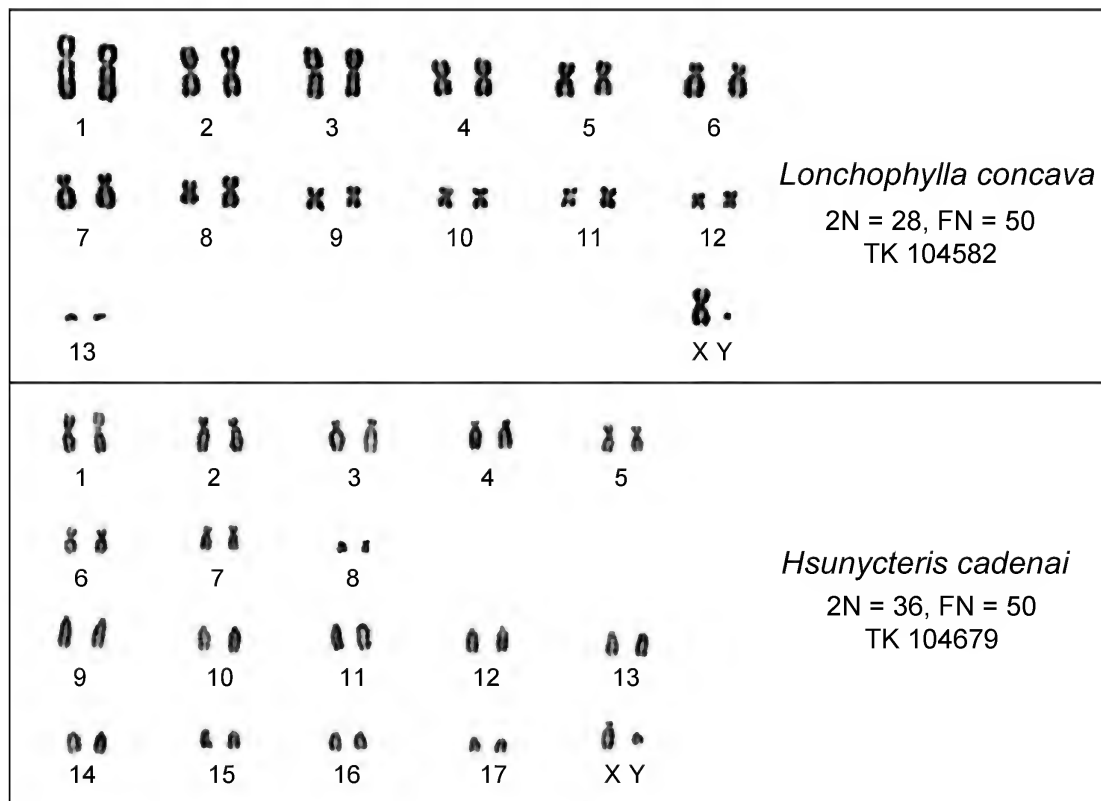 1 2 3 4 5 6
7 8 9 10 11 12
13 X Y
Lonchophylla concava
2N = 28, FN = 50
TK 104582
1 2 3 4 5
6 7 8
9 10 11 12 13
14 15 16 17 X Y
Hsunycteris cadenai
2N = 36, FN = 50
TK 104679